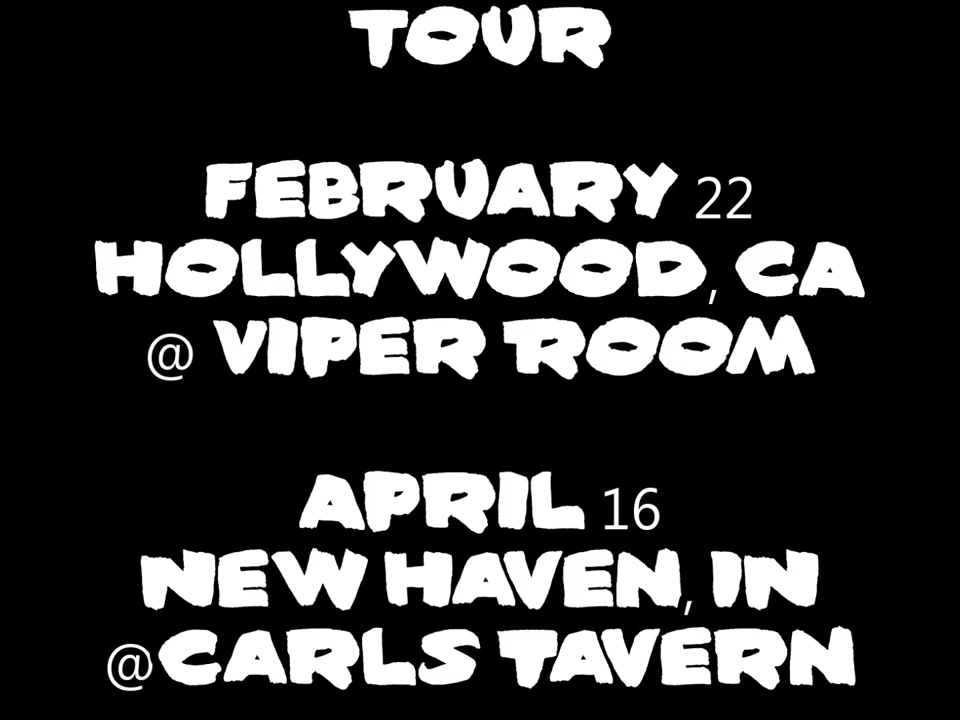 TOUR
FEBRUARY 22
HOLLYWOOD, CA
@ VIPER ROOM
APRIL 16
NEW HAVEN, IN
@CARLS TAVERN